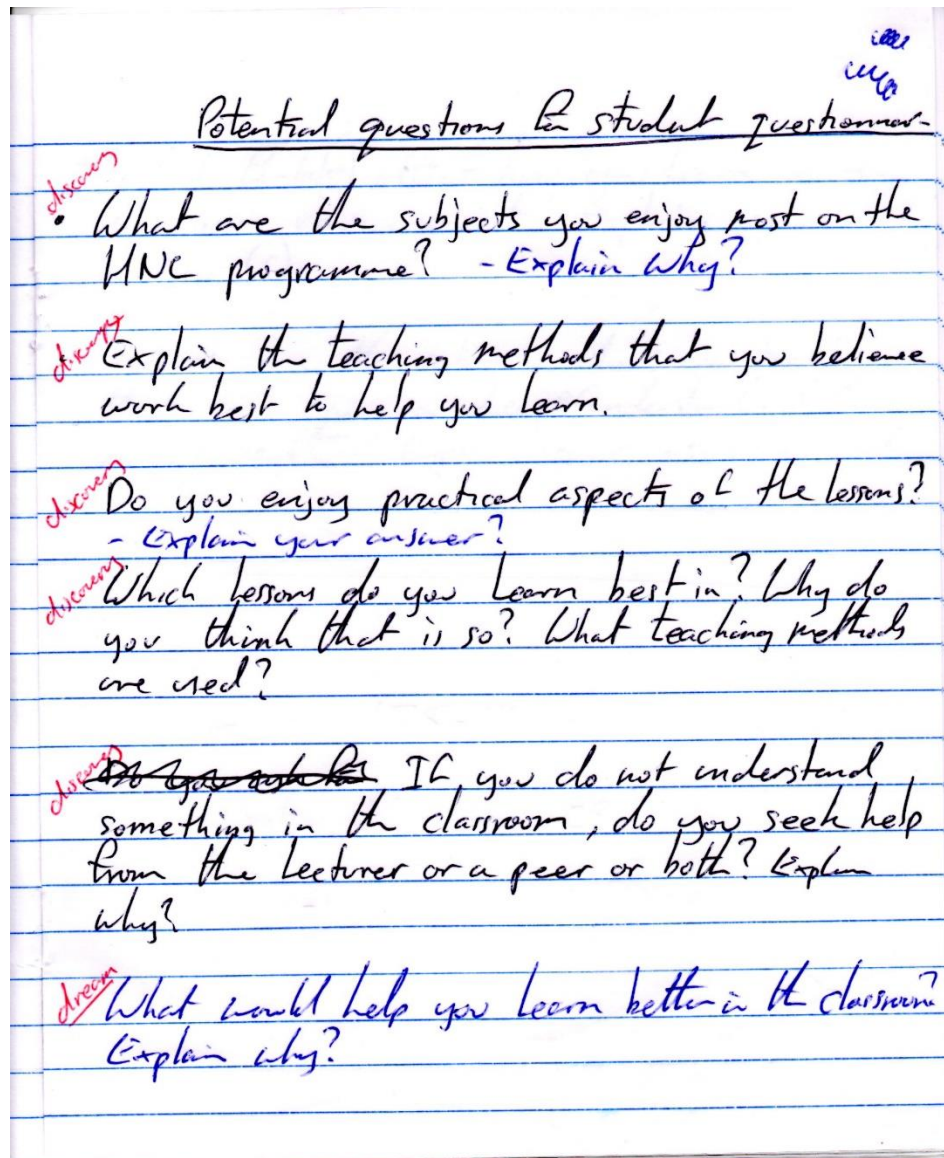 Potential questions for student questionnair
discovery
• What are the subjects you enjoy most on the
HNC programme? - Explain Why?
discovery
• Explain the teaching methods that you believe
work best to help you learn.
discovery
Do you enjoy practical aspects of the lessons?
- Explain your answer?
discovery
Which lessons do you learn best in? Why do
you think that is so? What teaching methods
are used?
discovery
If you do not understand
something in the classroom, do you seek help
from the lecturer or a peer or both? Explain
why?
dream
What would help you learn better in the classroom?
Explain why?